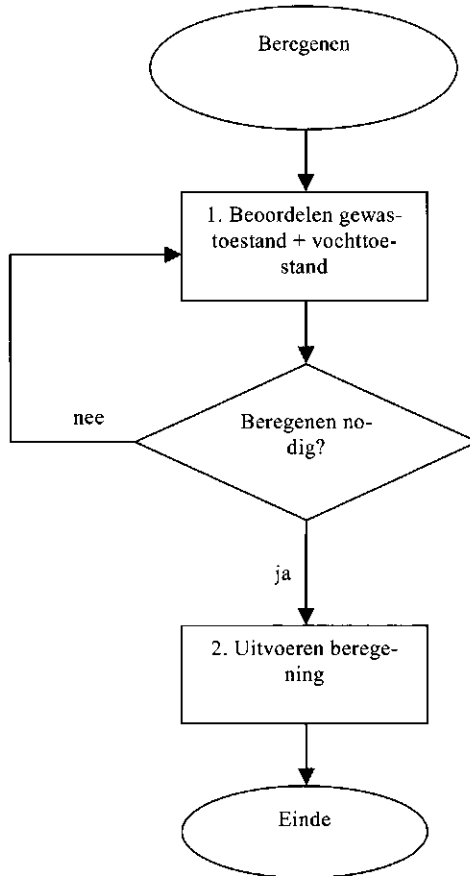 Beregenen
1. Beoordelen gewas-
toestand + vochttoe-
stand
nee
Beregenen no-
dig?
ja
2. Uitvoeren berege-
ning
Einde